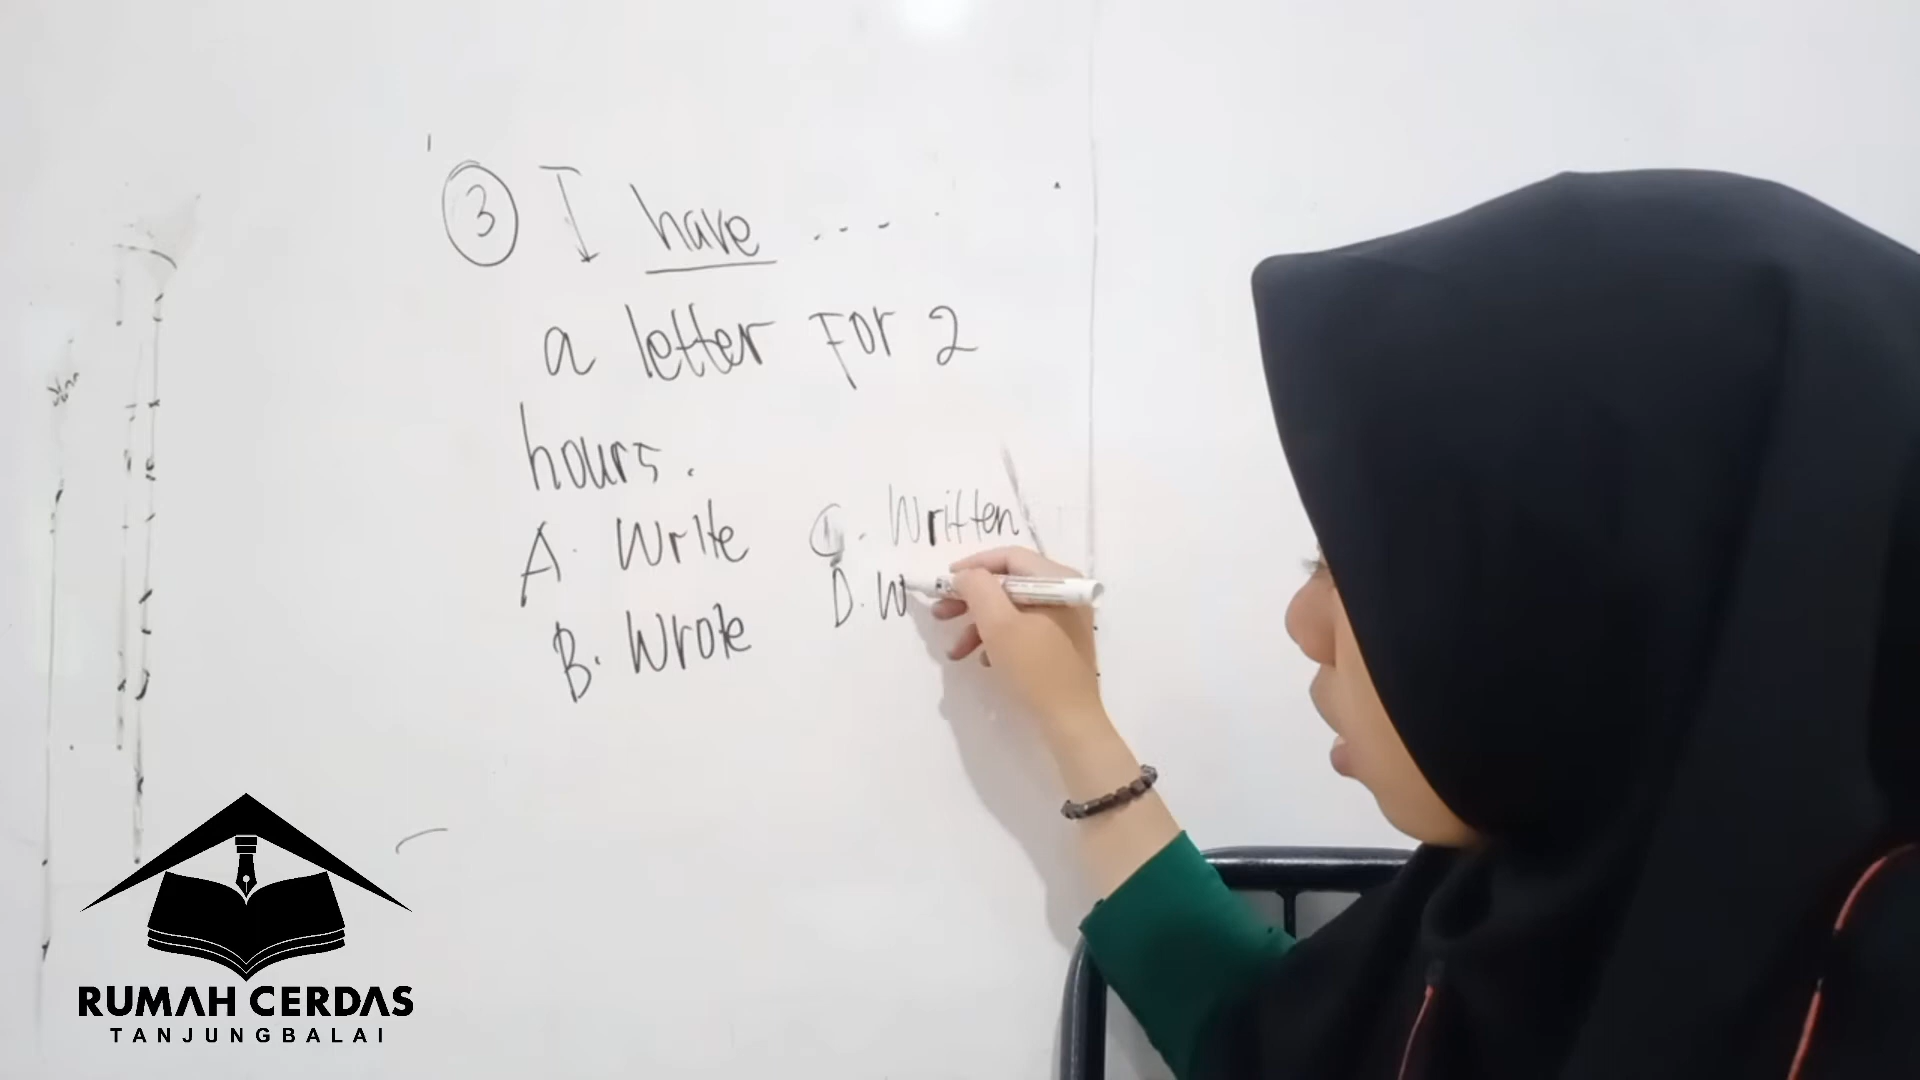 3 I have ....
a letter for 2
hours.
A. Write
B. Wrote
C. Written
D. W
RUMAH CERDAS
TANJUNGBALAI